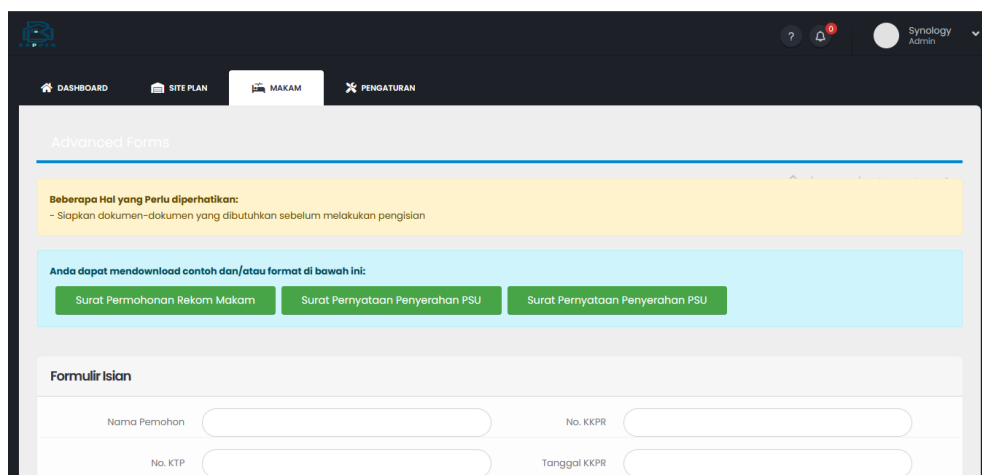 ?
0
Synology
Admin
DASHBOARD
SITE PLAN
MAKAM
PENGATURAN
Advanced Forms
Beberapa Hal yang Perlu diperhatikan:
- Siapkan dokumen-dokumen yang dibutuhkan sebelum melakukan pengisian
Anda dapat mendownload contoh dan/atau format di bawah ini:
Surat Permohonan Rekom Makam
Surat Pernyataan Penyerahan PSU
Surat Pernyataan Penyerahan PSU
Formulir Isian
Nama Pemohon
No. KKPR
No. KTP
Tanggal KKPR